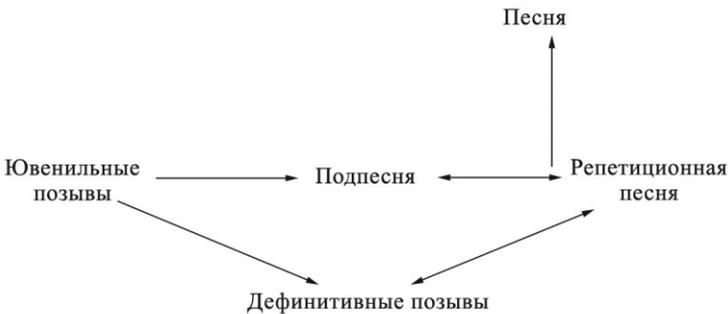 Песня
Ювенильные
позывы
Подпесня
Репетиционная
песня
Дефинитивные позывы